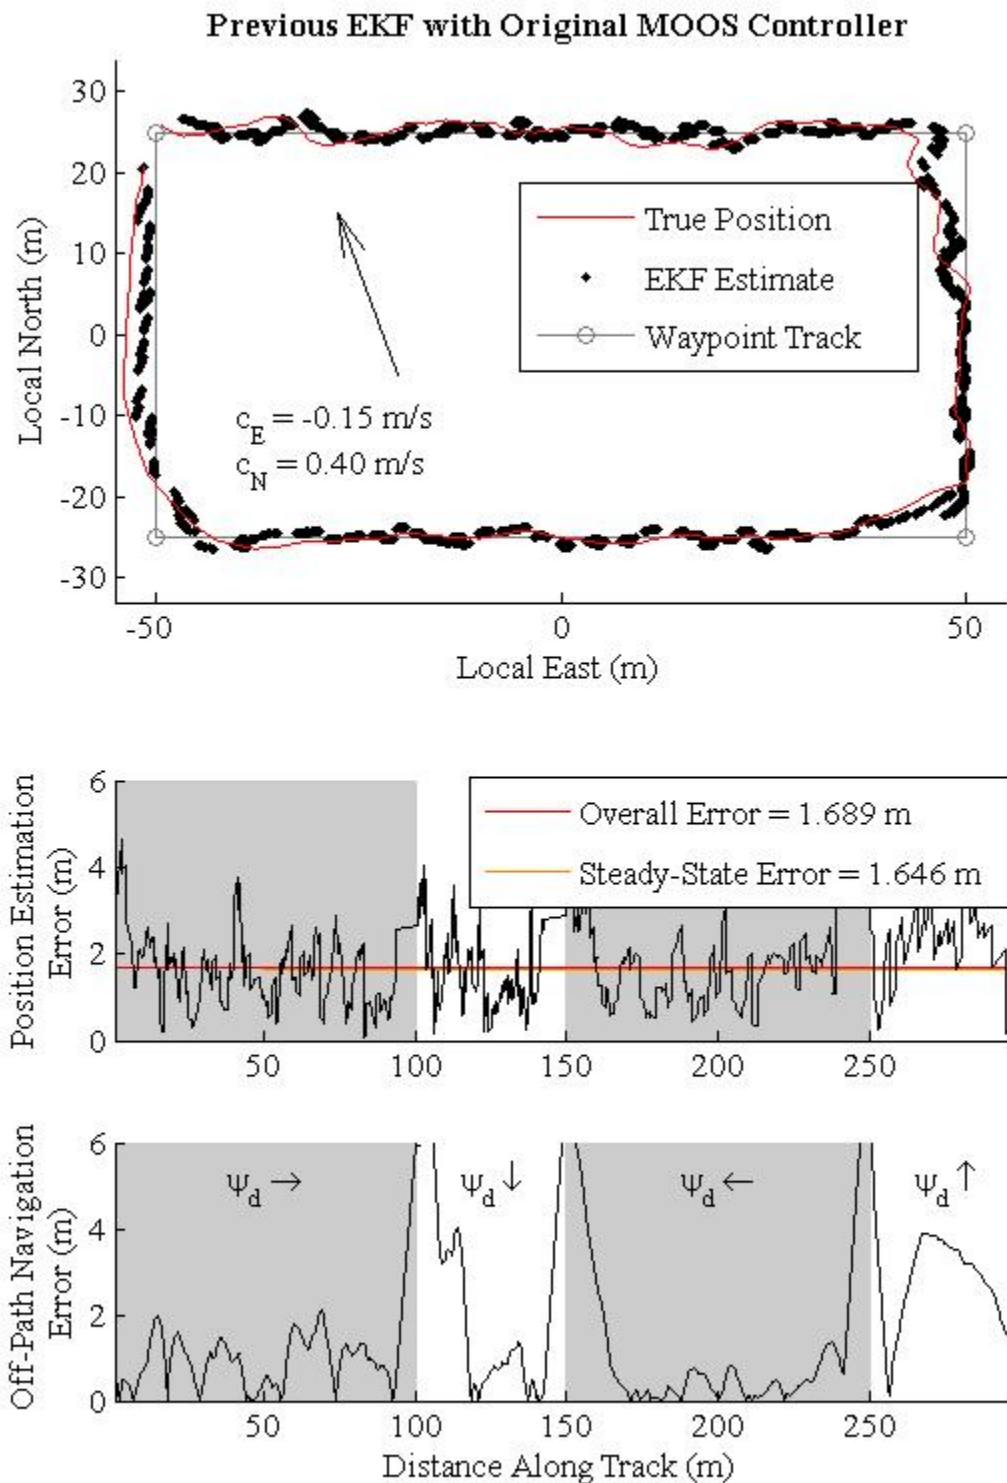 Previous EKF with Original MOOS Controller
30
20
10
0
-10
-20
-30
Local North (m)
True Position
EKF Estimate
Waypoint Track
c_E = -0.15 m/s
c_N = 0.40 m/s
-50 0 50
Local East (m)
Position Estimation
Error (m)
6
4
2
0
Overall Error = 1.689 m
Steady-State Error = 1.646 m
50 100 150 200 250
Off-Path Navigation
Error (m)
6
4
2
0
Ψ_d → Ψ_d ↓ Ψ_d ← Ψ_d ↑
50 100 150 200 250
Distance Along Track (m)